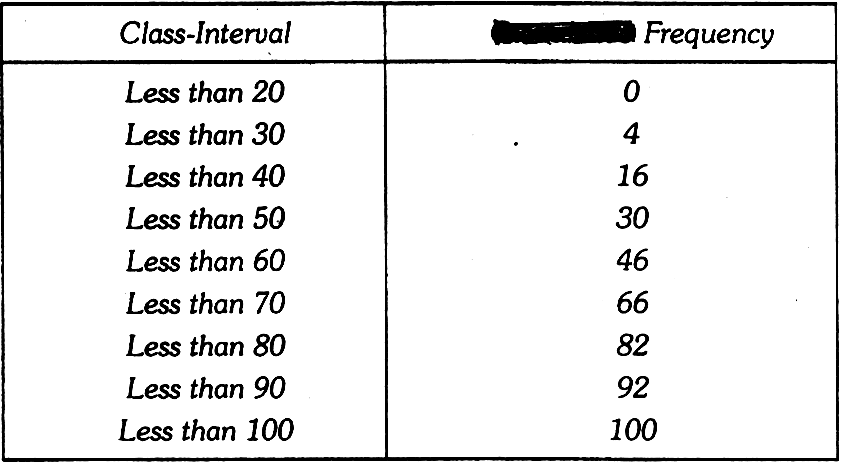 Class-Interval Frequency
Less than 20 0
Less than 30 4
Less than 40 16
Less than 50 30
Less than 60 46
Less than 70 66
Less than 80 82
Less than 90 92
Less than 100 100